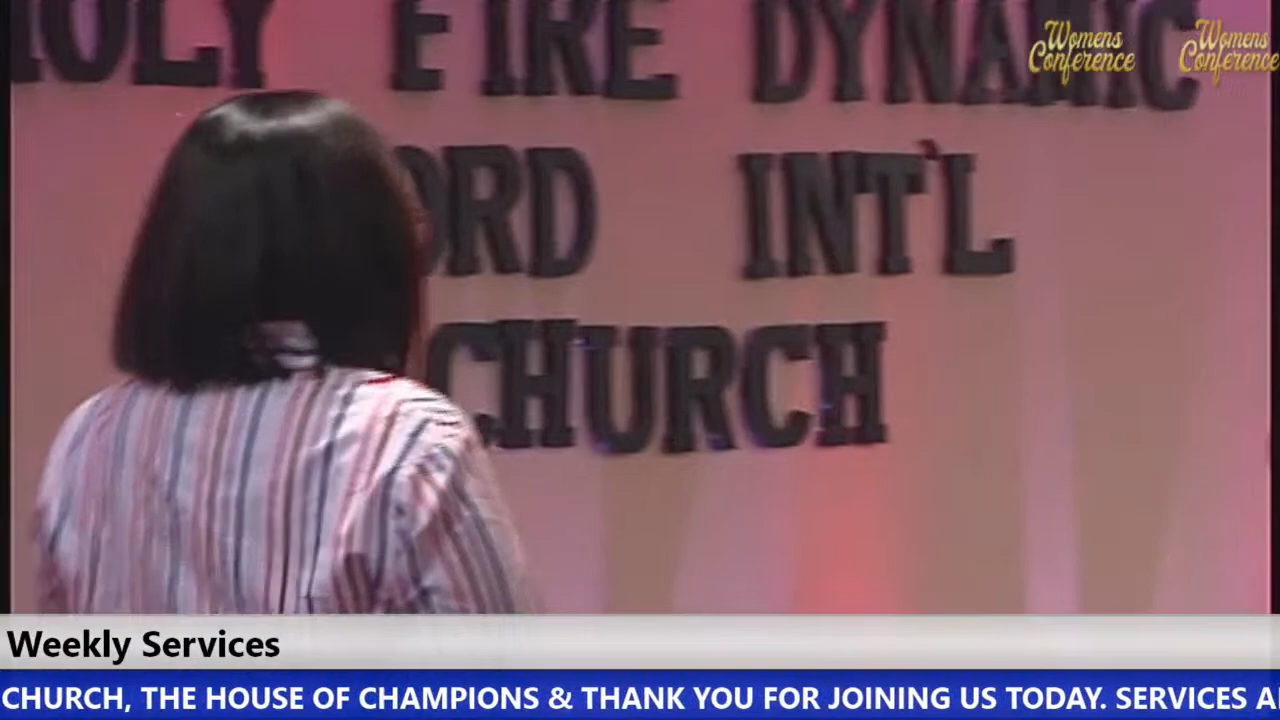 HOLY FIRE DYNAMIC
ORD INT'L
CHURCH
Womens
Conference
Womens
Conference
Weekly Services
CHURCH, THE HOUSE OF CHAMPIONS & THANK YOU FOR JOINING US TODAY. SERVICES A